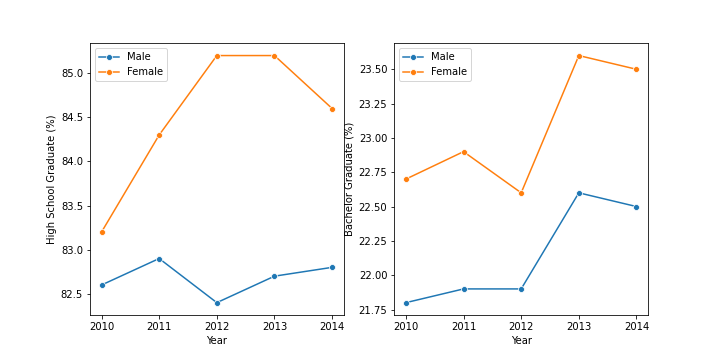 Male
Female
High School Graduate (%)
85.0
84.5
84.0
83.5
83.0
82.5
2010 2011 2012 2013 2014
Year
Male
Female
Bachelor Graduate (%)
23.50
23.25
23.00
22.75
22.50
22.25
22.00
21.75
2010 2011 2012 2013 2014
Year